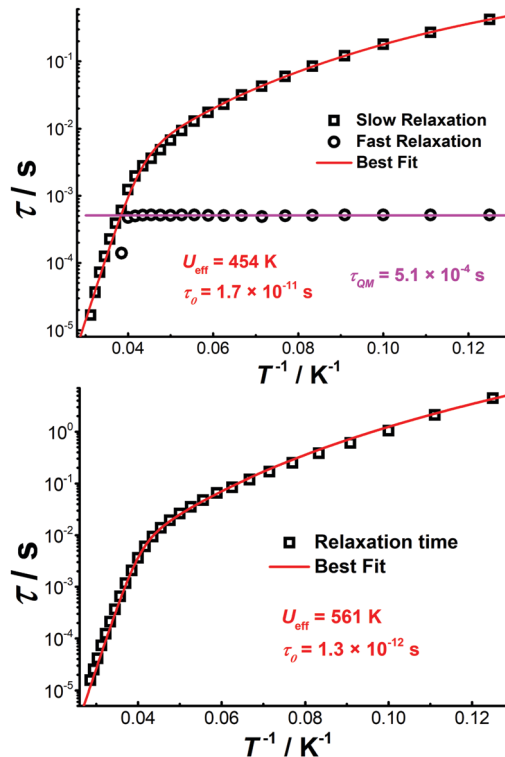 10⁻¹
10⁻²
10⁻³
10⁻⁴
10⁻⁵
τ / s
Slow Relaxation
Fast Relaxation
Best Fit
U_eff = 454 K
τ₀ = 1.7 × 10⁻¹¹ s
τ_QM = 5.1 × 10⁻⁴ s
0.04 0.06 0.08 0.10 0.12
T⁻¹ / K⁻¹
10⁰
10⁻¹
10⁻²
10⁻³
10⁻⁴
10⁻⁵
τ / s
Relaxation time
Best Fit
U_eff = 561 K
τ₀ = 1.3 × 10⁻¹² s
0.04 0.06 0.08 0.10 0.12
T⁻¹ / K⁻¹